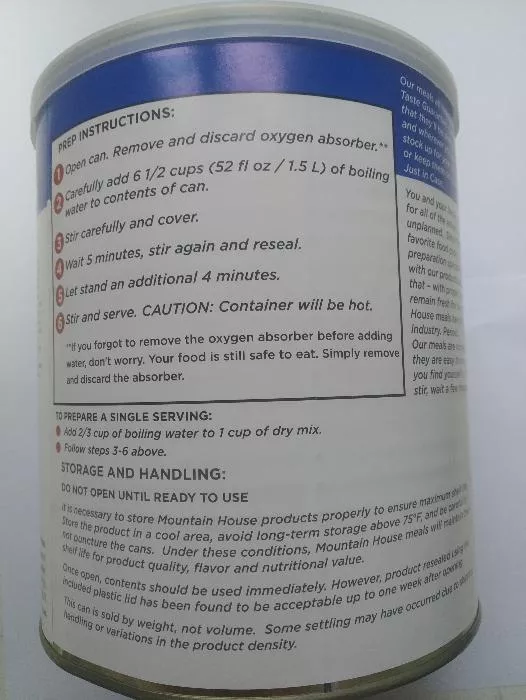 PREP INSTRUCTIONS:
1 Open can. Remove and discard oxygen absorber.**
2 Carefully add 6 1/2 cups (52 fl oz / 1.5 L) of boiling
water to contents of can.
3 Stir carefully and cover.
4 Wait 5 minutes, stir again and reseal.
5 Let stand an additional 4 minutes.
6 Stir and serve. CAUTION: Container will be hot.
**If you forgot to remove the oxygen absorber before adding
water, don't worry. Your food is still safe to eat. Simply remove
and discard the absorber.
TO PREPARE A SINGLE SERVING:
Add 2/3 cup of boiling water to 1 cup of dry mix.
Follow steps 3-6 above.
STORAGE AND HANDLING:
DO NOT OPEN UNTIL READY TO USE
It is necessary to store Mountain House products properly to ensure maximum
Store the product in a cool area, avoid long-term storage above 75°F, and be careful
not puncture the cans. Under these conditions, Mountain House meals will maintain
shelf life for product quality, flavor and nutritional value.
Once open, contents should be used immediately. However, product resealed using
included plastic lid has been found to be acceptable up to one week after opening
This can is sold by weight, not volume. Some settling may have occurred due to
handling or variations in the product density.
Our meals
Taste
that they
and
stock up for
or keep
Just in Case
You and your
for all of the
unplanned.
favorite food
preparation
with our
that – with
remain fresh
House meals
industry.
Our meals are
they are easy
you find
stir, wait a few